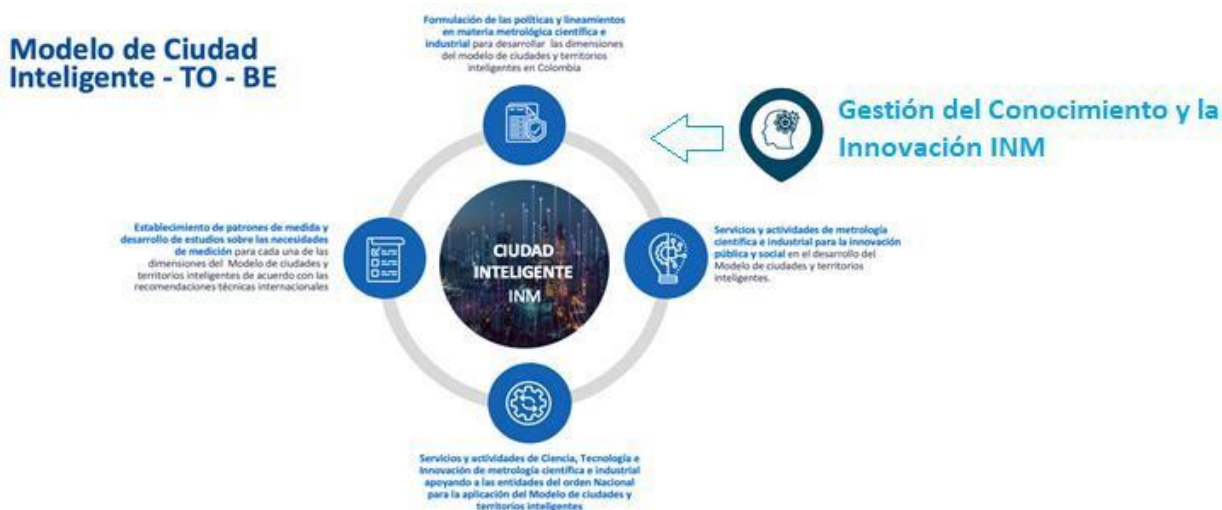 Modelo de Ciudad
Inteligente - TO - BE
Formulación de las políticas y lineamientos
en materia metrológica científica e
industrial para desarrollar las dimensiones
del modelo de ciudades y territorios
inteligentes en Colombia
Gestión del Conocimiento y la
Innovación INM
Establecimiento de patrones de medida y
desarrollo de estudios sobre las necesidades
de medición para cada una de las
dimensiones del Modelo de ciudades y
territorios inteligentes de acuerdo con las
recomendaciones técnicas internacionales
CIUDAD
INTELIGENTE
INM
Servicios y actividades de metrología
científica e industrial para la innovación
pública y social en el desarrollo del
Modelo de ciudades y territorios
inteligentes.
Servicios y actividades de Ciencia, Tecnología e
Innovación de metrología científica e industrial
apoyando a las entidades del orden Nacional
para la aplicación del Modelo de ciudades y
territorios inteligentes